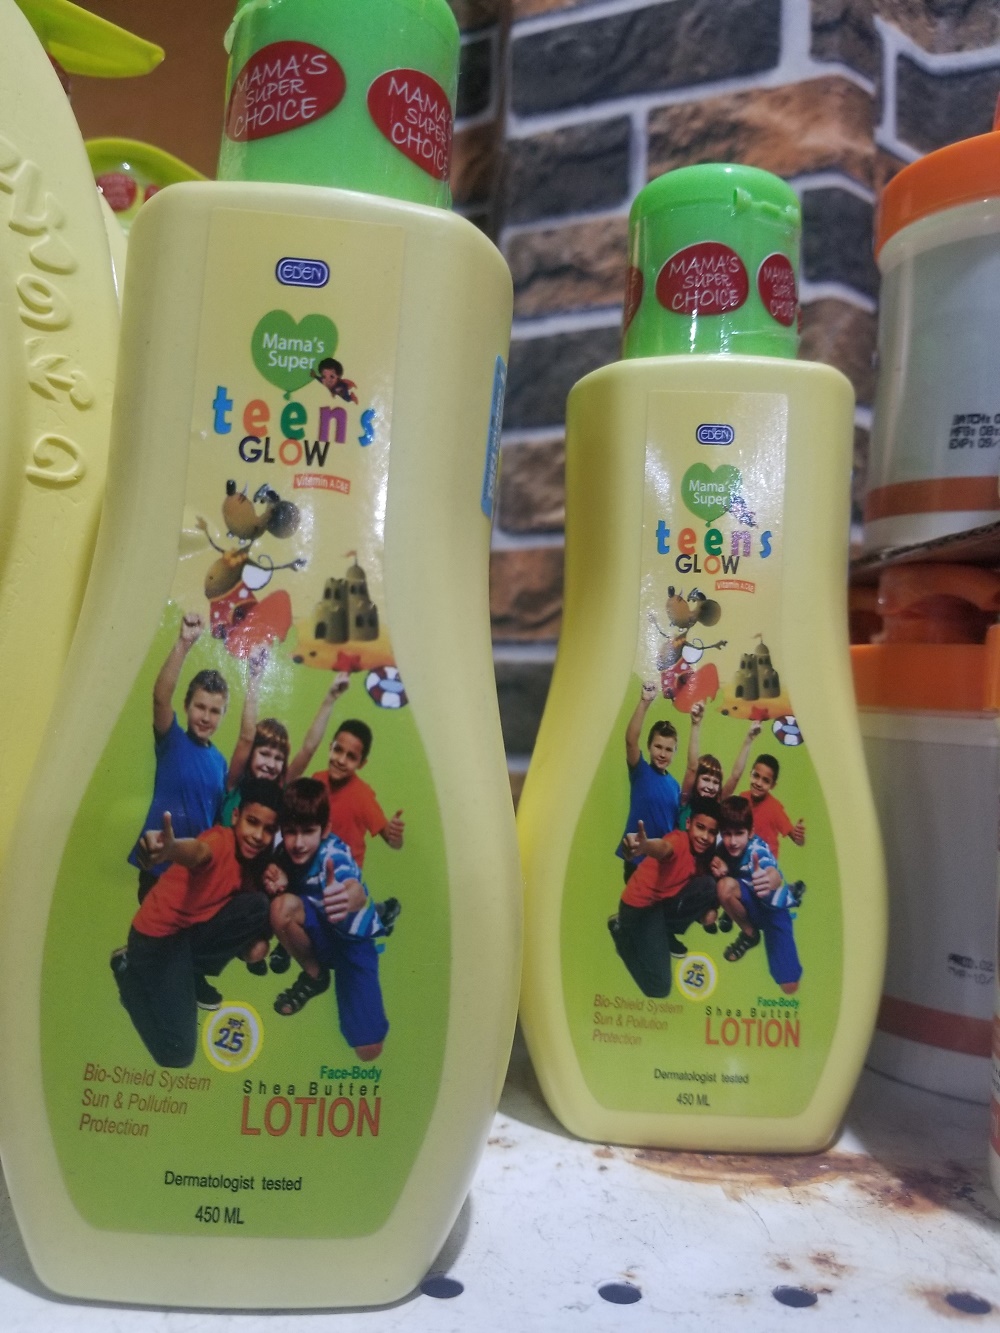 MAMA'S
SUPER
CHOICE
MAMA'S
SUPER
CHOICE
EDEN
Mama's
Super
teens
GLOW
Vitamin A,C&E
spf
25
Bio-Shield System
Sun & Pollution
Protection
Face-Body
Shea Butter
LOTION
Dermatologist tested
450 ML
MAMA'S
SUPER
CHOICE
MAMA'S
SUPER
CHOICE
EDEN
Mama's
Super
teens
GLOW
Vitamin A,C&E
spf
25
Bio-Shield System
Sun & Pollution
Protection
Face-Body
Shea Butter
LOTION
Dermatologist tested
450 ML